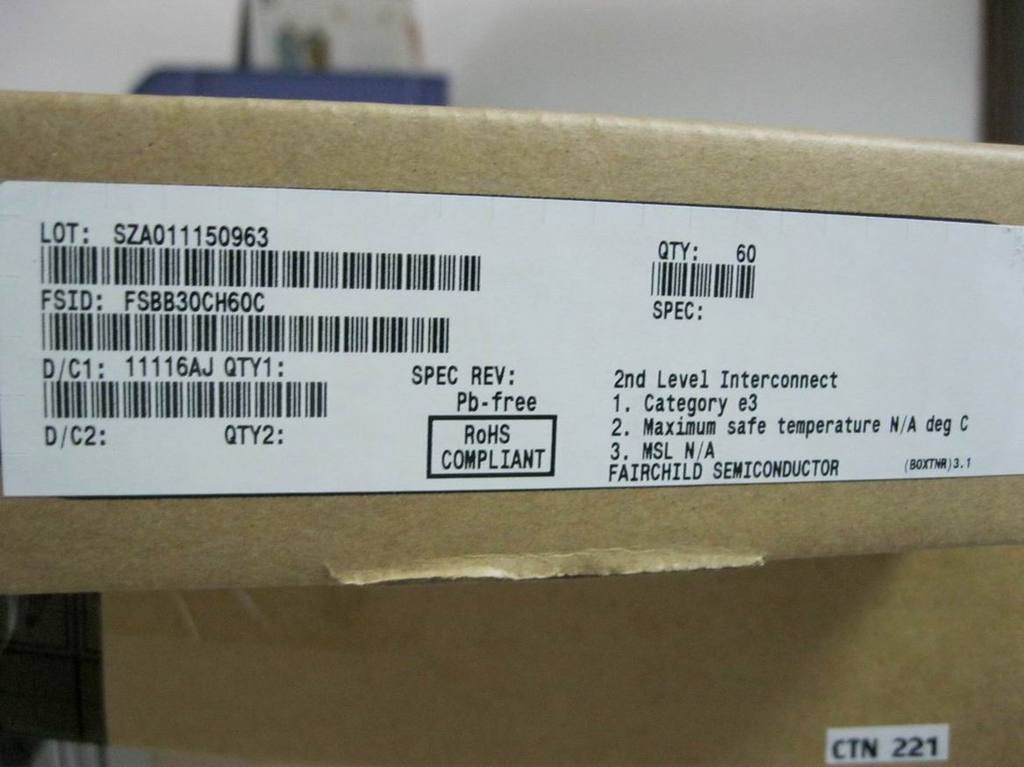 LOT: SZA011150963
QTY: 60
FSID: FSBB30CH60C
SPEC:
D/C1: 11116AJ QTY1:
SPEC REV:
2nd Level Interconnect
Pb-free
1. Category e3
D/C2: QTY2:
RoHS
COMPLIANT
2. Maximum safe temperature N/A deg C
3. MSL N/A
FAIRCHILD SEMICONDUCTOR
(BOXTNR)3.1
CTN 221